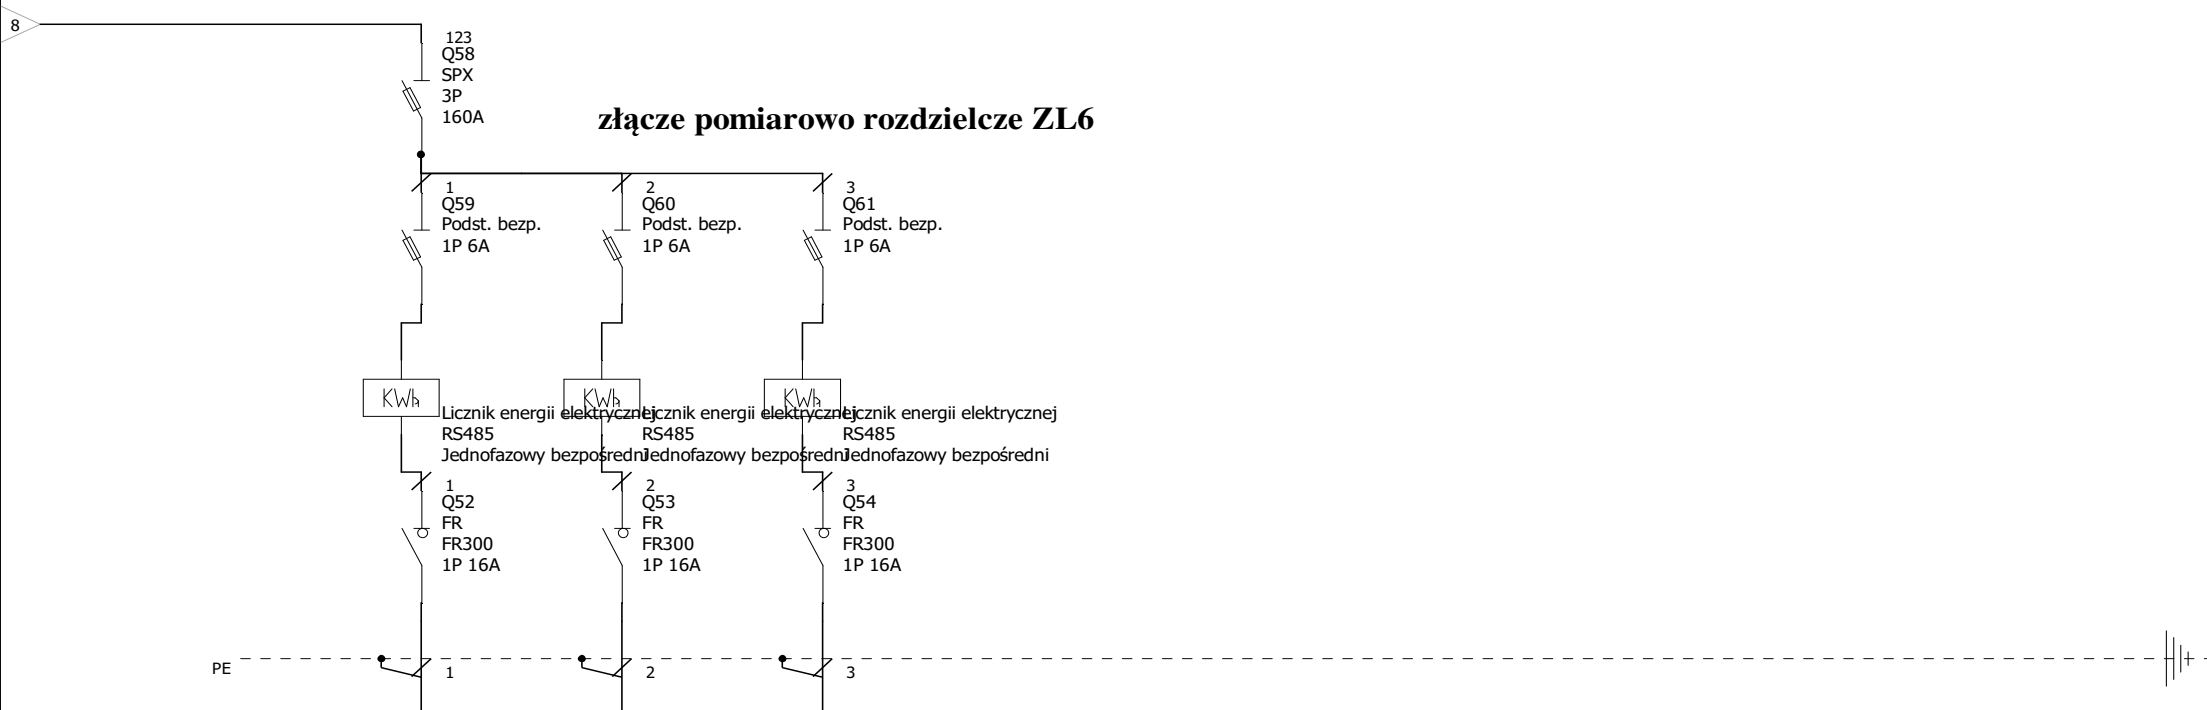 8
123
Q58
SPX
3P
160A
złącze pomiarowo rozdzielcze ZL6
1
Q59
Podst. bezp.
1P 6A
2
Q60
Podst. bezp.
1P 6A
3
Q61
Podst. bezp.
1P 6A
KWh
Licznik energii elektrycznej
RS485
Jednofazowy bezpośredni
KWh
Licznik energii elektrycznej
RS485
Jednofazowy bezpośredni
KWh
Licznik energii elektrycznej
RS485
Jednofazowy bezpośredni
1
Q52
FR
FR300
1P 16A
2
Q53
FR
FR300
1P 16A
3
Q54
FR
FR300
1P 16A
PE
1
2
3